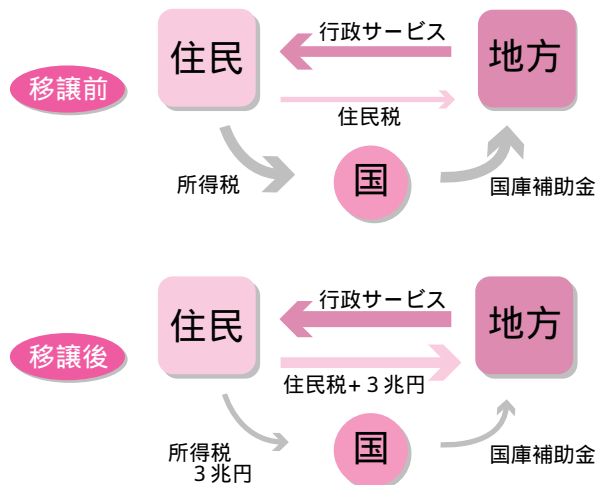 行政サービス
住民
地方
移譲前
住民税
所得税
国
国庫補助金
行政サービス
住民
地方
移譲後
住民税+３兆円
所得税
３兆円
国
国庫補助金